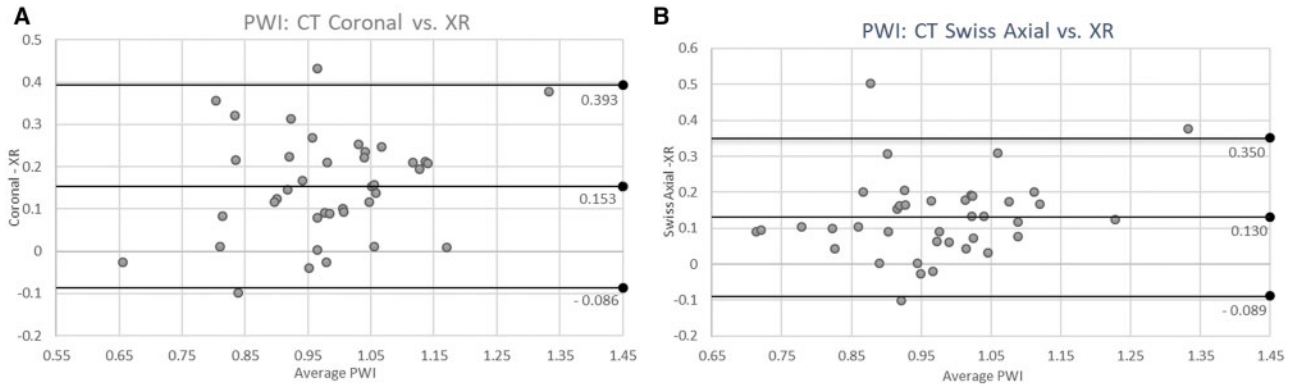 A
PWI: CT Coronal vs. XR
Coronal - XR
0.5
0.4
0.3
0.2
0.1
0
-0.1
-0.2
0.393
0.153
- 0.086
0.55 0.65 0.75 0.85 0.95 1.05 1.15 1.25 1.35 1.45
Average PWI
B
PWI: CT Swiss Axial vs. XR
Swiss Axial -XR
0.6
0.5
0.4
0.3
0.2
0.1
0
-0.1
-0.2
0.350
0.130
- 0.089
0.65 0.75 0.85 0.95 1.05 1.15 1.25 1.35 1.45
Average PWI